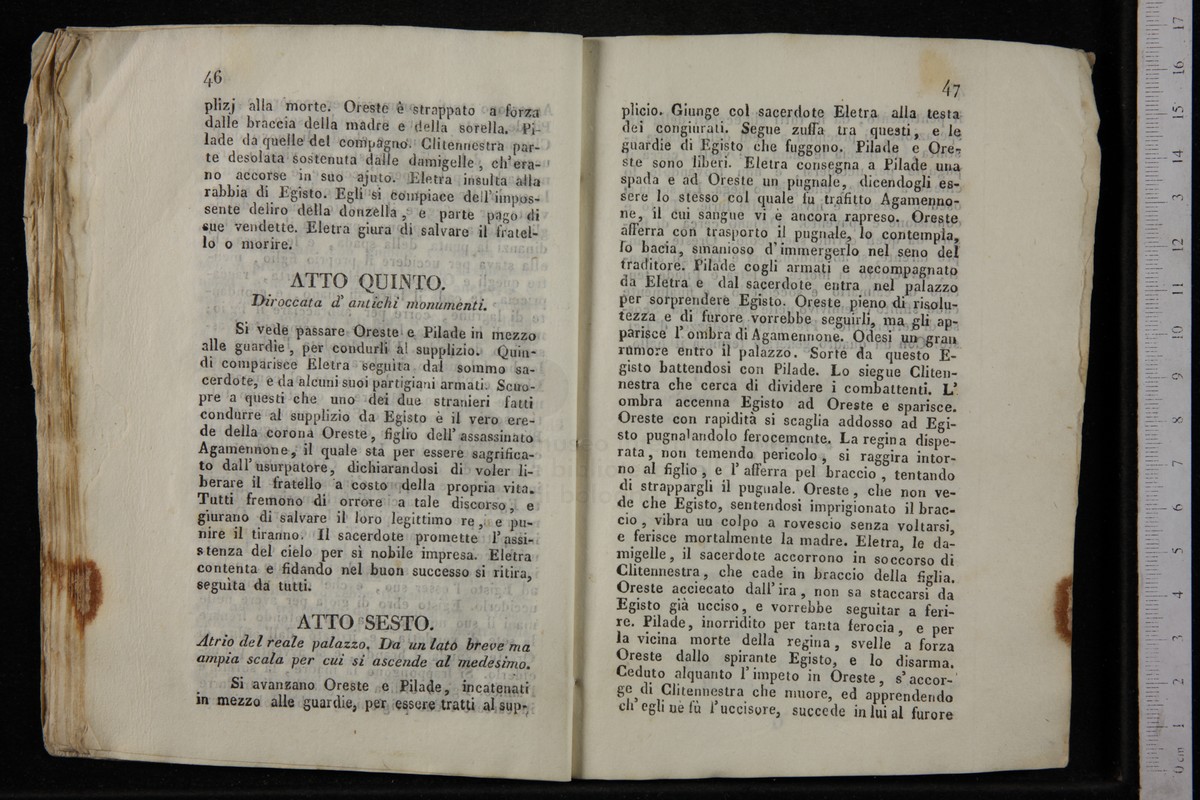 46
plizj alla morte. Oreste è strappato a forza
dalle braccia della madre e della sorella. Pi-
lade da quelle del compagno. Clitennestra par-
te desolata sostenuta dalle damigelle, ch'era-
no accorse in suo ajuto. Eletra insulta alla
rabbia di Egisto. Egli si compiace dell'impos-
sente deliro della donzella, e parte pago di
sue vendette. Eletra giura di salvare il fratel-
lo o morire.
ATTO QUINTO.
Diroccata d' antichi monumenti.
Si vede passare Oreste e Pilade in mezzo
alle guardie, per condurli al supplizio. Quin-
di comparisce Eletra seguita dal sommo sa-
cerdote, e da alcuni suoi partigiani armati. Scuo-
pre a questi che uno dei due stranieri fatti
condurre al supplizio da Egisto è il vero ere-
de della corona Oreste, figlio dell' assassinato
Agamennone, il quale stà per essere sagrifica-
to dall'usurpatore, dichiarandosi di voler li-
berare il fratello a costo della propria vita.
Tutti fremono di orrore a tale discorso, e
giurano di salvare il loro legittimo re, e pu-
nire il tiranno. Il sacerdote promette l'assi-
stenza del cielo per sì nobile impresa. Eletra
contenta e fidando nel buon successo si ritira,
seguita da tutti.
ATTO SESTO.
Atrio del reale palazzo. Da un lato breve ma
ampia scala per cui si ascende al medesimo.
Si avanzano Oreste e Pilade, incatenati
in mezzo alle guardie, per essere tratti al sup-
47
plicio. Giunge col sacerdote Eletra alla testa
dei congiurati. Segue zuffa tra questi, e le
guardie di Egisto che fuggono. Pilade e Ore-
ste sono liberi. Eletra consegna a Pilade una
spada e ad Oreste un pugnale, dicendogli es-
sere lo stesso col quale fu trafitto Agamenno-
ne, il cui sangue vi è ancora rapreso. Oreste
afferra con trasporto il pugnale, lo contempla,
lo bacia, smanioso d'immergerlo nel seno del
traditore. Pilade cogli armati e accompagnato
da Eletra e dal sacerdote entra nel palazzo
per sorprendere Egisto. Oreste pieno di risolu-
tezza e di furore vorrebbe seguirli, ma gli ap-
parisce l'ombra di Agamennone. Odesi un gran
rumore entro il palazzo. Sorte da questo E-
gisto battendosi con Pilade. Lo siegue Cliten-
nestra che cerca di dividere i combattenti. L'
ombra accenna Egisto ad Oreste e sparisce.
Oreste con rapidità si scaglia addosso ad Egi-
sto pugnalandolo ferocemente. La regina dispe-
rata, non temendo pericolo, si raggira intor-
no al figlio, e l'afferra pel braccio, tentando
di strappargli il pugnale. Oreste, che non ve-
de che Egisto, sentendosi imprigionato il brac-
cio, vibra un colpo a rovescio senza voltarsi,
e ferisce mortalmente la madre. Eletra, le da-
migelle, il sacerdote accorrono in soccorso di
Clitennestra, che cade in braccio della figlia.
Oreste acciecato dall'ira, non sa staccarsi da
Egisto già ucciso, e vorrebbe seguitar a feri-
re. Pilade, inorridito per tanta ferocia, e per
la vicina morte della regina, svelle a forza
Oreste dallo spirante Egisto, e lo disarma.
Ceduto alquanto l'impeto in Oreste, s'accor-
ge di Clitennestra che muore, ed apprendendo
ch' egli ne fù l'uccisore, succede in lui al furore